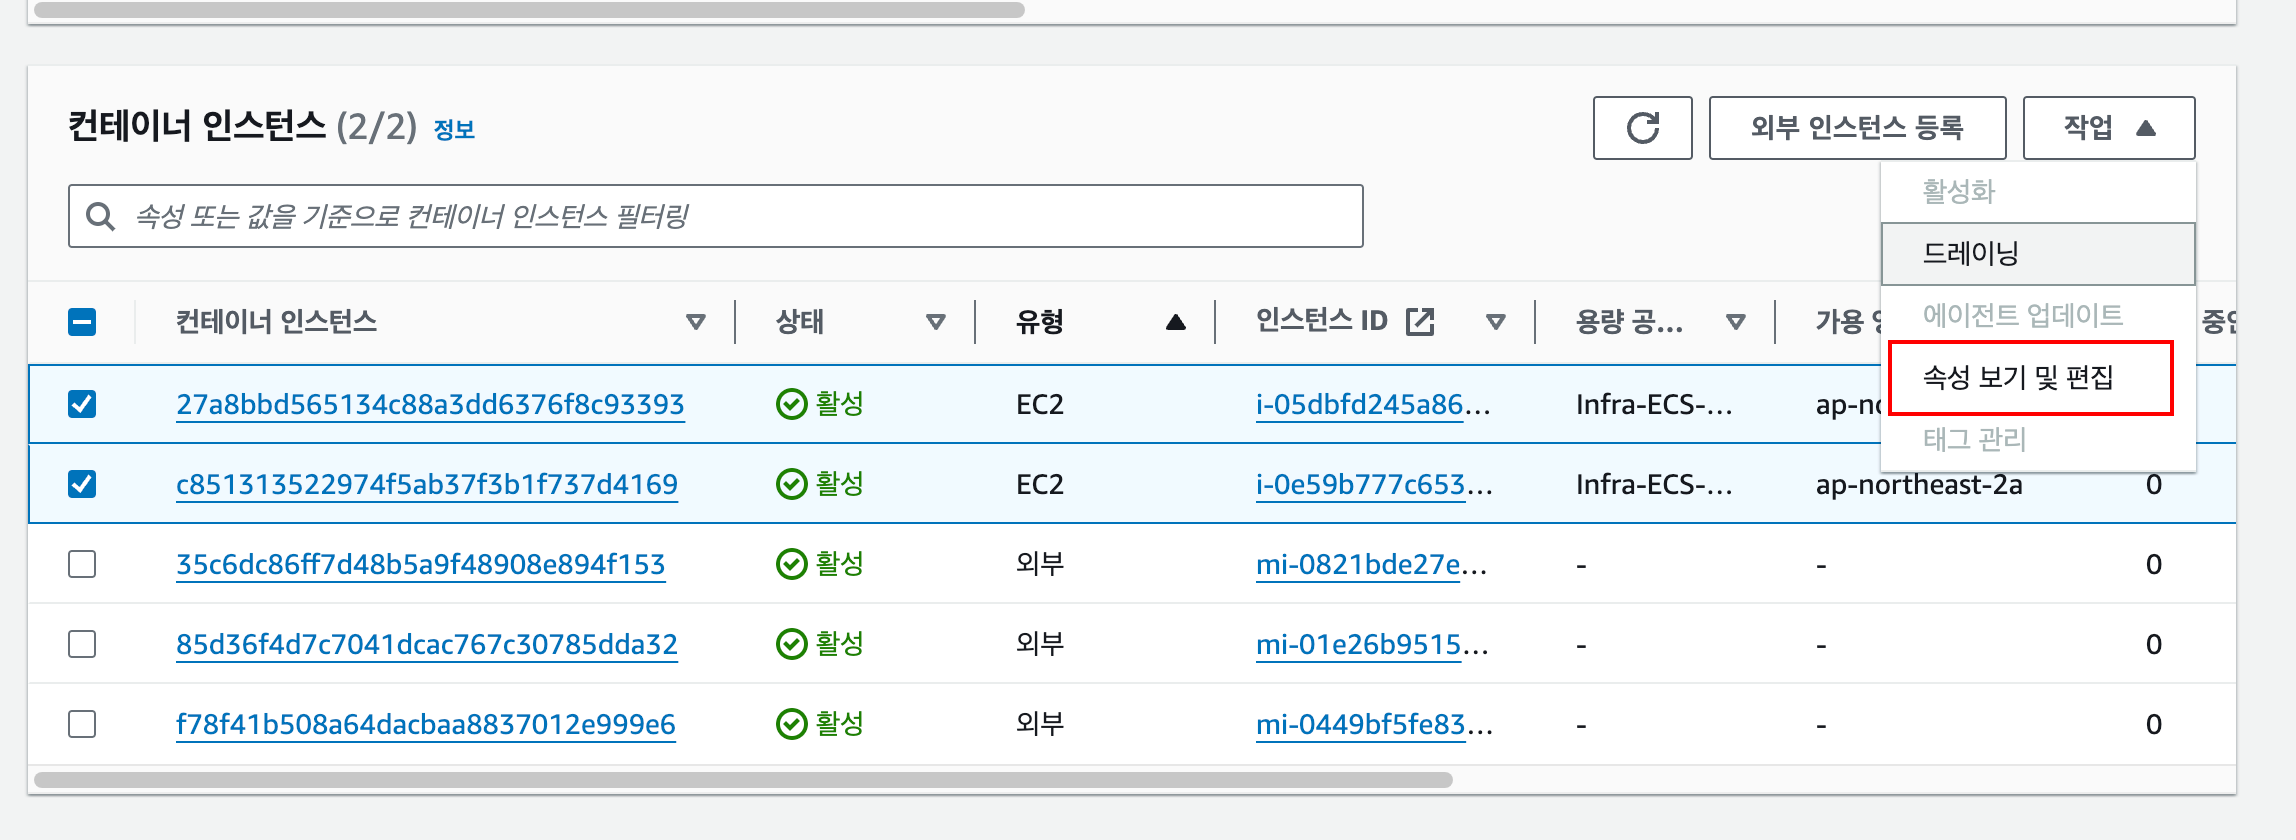 컨테이너 인스턴스 (2/2) 정보
외부 인스턴스 등록
작업
속성 또는 값을 기준으로 컨테이너 인스턴스 필터링
활성화
드레이닝
에이전트 업데이트
속성 보기 및 편집
태그 관리
컨테이너 인스턴스 상태 유형 인스턴스 ID 용량 공... 가용
27a8bbd565134c88a3dd6376f8c93393 활성 EC2 i-05dbfd245a86... Infra-ECS-...
c851313522974f5ab37f3b1f737d4169 활성 EC2 i-0e59b777c653... Infra-ECS-... ap-northeast-2a 0
35c6dc86ff7d48b5a9f48908e894f153 활성 외부 mi-0821bde27e... - - 0
85d36f4d7c7041dcac767c30785dda32 활성 외부 mi-01e26b9515... - - 0
f78f41b508a64dacbaa8837012e999e6 활성 외부 mi-0449bf5fe83... - - 0